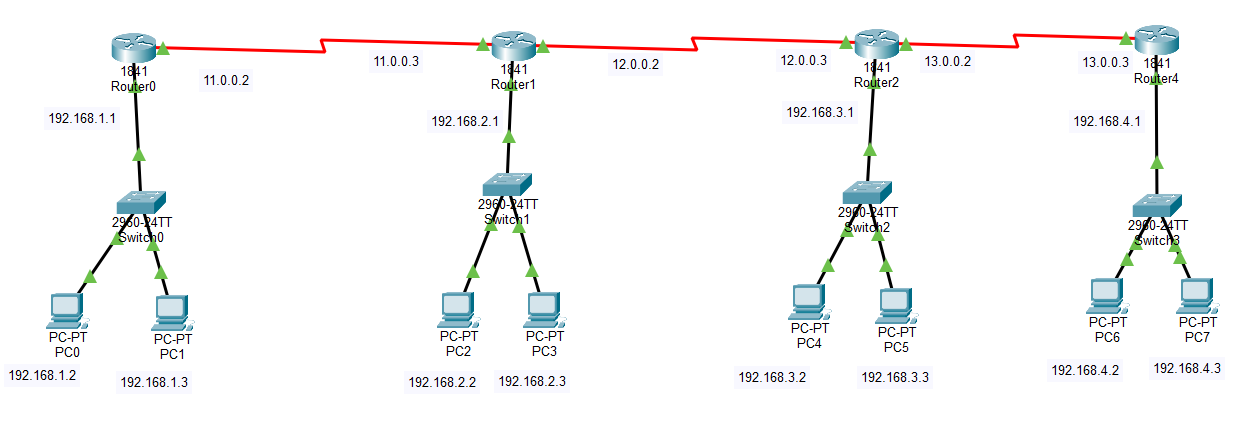 1841
Router0
11.0.0.2
11.0.0.3
1841
Router1
12.0.0.2
12.0.0.3
1841
Router2
13.0.0.2
13.0.0.3
1841
Router4
192.168.1.1
192.168.2.1
192.168.3.1
192.168.4.1
2960-24TT
Switch0
2960-24TT
Switch1
2960-24TT
Switch2
2960-24TT
Switch3
PC-PT
PC0
PC-PT
PC1
PC-PT
PC2
PC-PT
PC3
PC-PT
PC4
PC-PT
PC5
PC-PT
PC6
PC-PT
PC7
192.168.1.2
192.168.1.3
192.168.2.2
192.168.2.3
192.168.3.2
192.168.3.3
192.168.4.2
192.168.4.3